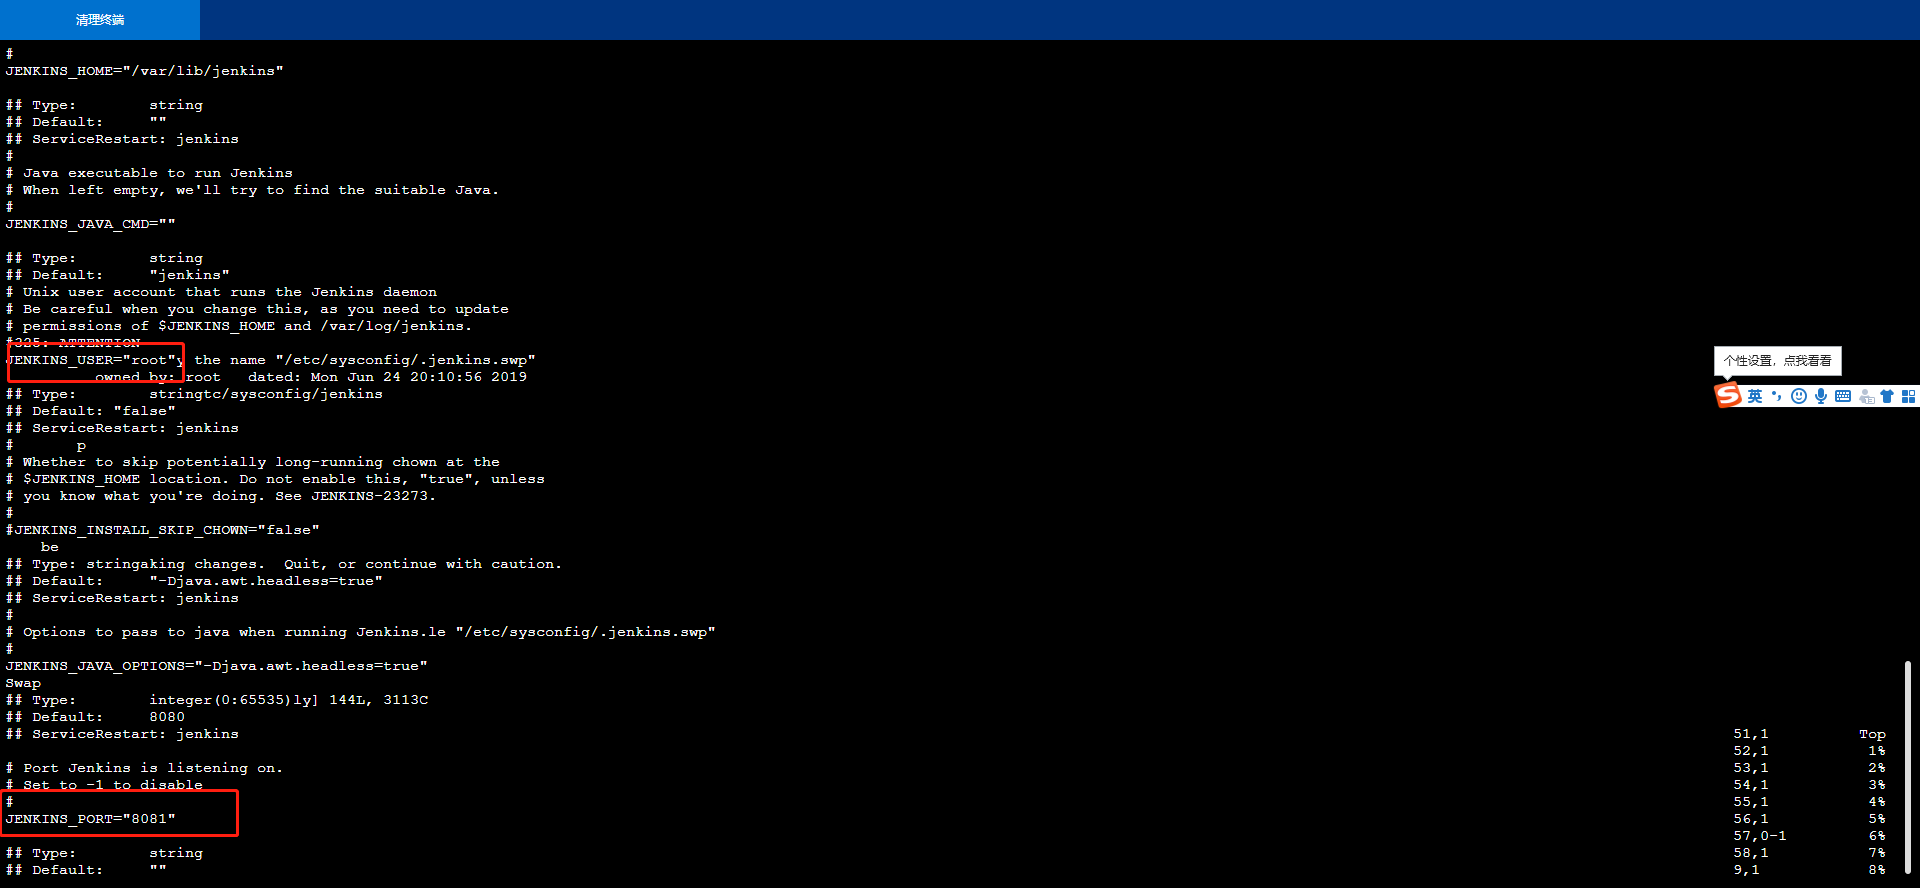 清理终端
#
JENKINS_HOME="/var/lib/jenkins"
## Type:        string
## Default:     ""
## ServiceRestart: jenkins
#
# Java executable to run Jenkins
# When left empty, we'll try to find the suitable Java.
#
JENKINS_JAVA_CMD=""
## Type:        string
## Default:     "jenkins"
# Unix user account that runs the Jenkins daemon
# Be careful when you change this, as you need to update
# permissions of $JENKINS_HOME and /var/log/jenkins.
#325: ATTENTION
JENKINS_USER="root"y the name "/etc/sysconfig/.jenkins.swp"
          owned by: root   dated: Mon Jun 24 20:10:56 2019
## Type:        stringtc/sysconfig/jenkins
## Default: "false"
## ServiceRestart: jenkins
#       p
# Whether to skip potentially long-running chown at the
# $JENKINS_HOME location. Do not enable this, "true", unless
# you know what you're doing. See JENKINS-23273.
#
#JENKINS_INSTALL_SKIP_CHOWN="false"
    be
## Type: stringaking changes.  Quit, or continue with caution.
## Default:     "-Djava.awt.headless=true"
## ServiceRestart: jenkins
#
# Options to pass to java when running Jenkins.le "/etc/sysconfig/.jenkins.swp"
#
JENKINS_JAVA_OPTIONS="-Djava.awt.headless=true"
Swap
## Type:        integer(0:65535)ly] 144L, 3113C
## Default:     8080
## ServiceRestart: jenkins
# Port Jenkins is listening on.
# Set to -1 to disable
#
JENKINS_PORT="8081"
## Type:        string
## Default:     ""
个性设置，点我看看
S 英
51,1 Top
52,1 1%
53,1 2%
54,1 3%
55,1 4%
56,1 5%
57,0-1 6%
58,1 7%
9,1 8%